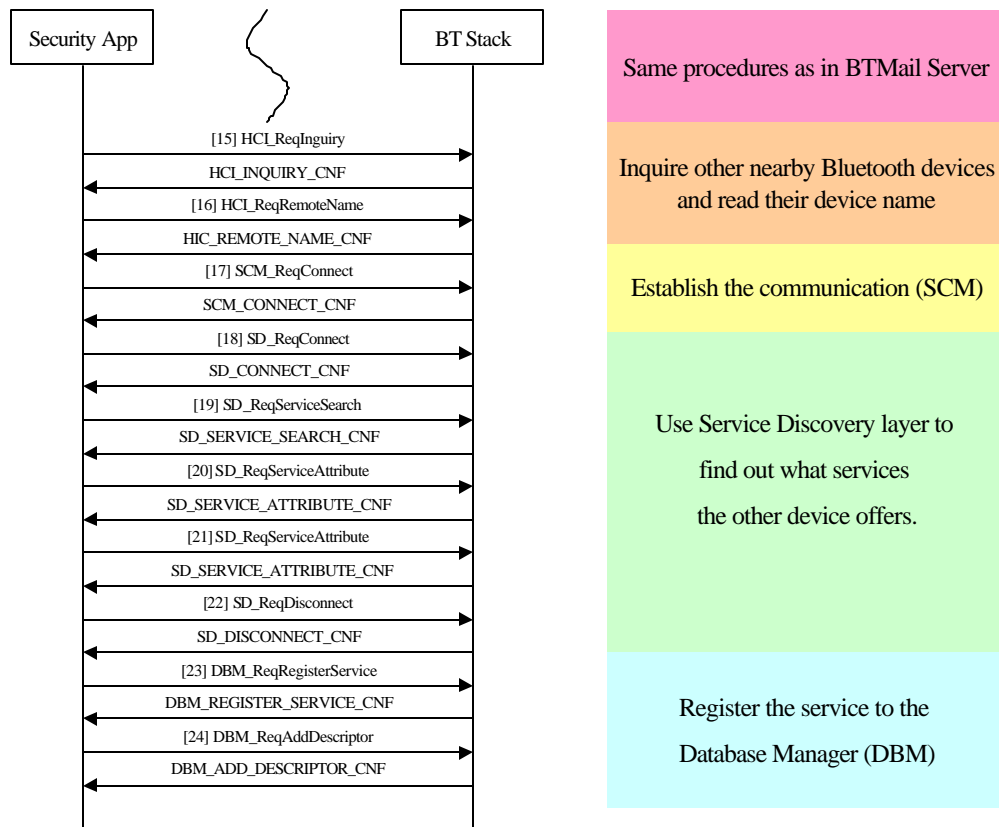 Security App
BT Stack
Same procedures as in BTMail Server
[15] HCI_ReqInguiry
HCI_INQUIRY_CNF
Inquire other nearby Bluetooth devices
and read their device name
[16] HCI_ReqRemoteName
HIC_REMOTE_NAME_CNF
[17] SCM_ReqConnect
SCM_CONNECT_CNF
Establish the communication (SCM)
[18] SD_ReqConnect
SD_CONNECT_CNF
[19] SD_ReqServiceSearch
SD_SERVICE_SEARCH_CNF
[20] SD_ReqServiceAttribute
SD_SERVICE_ATTRIBUTE_CNF
[21] SD_ReqServiceAttribute
SD_SERVICE_ATTRIBUTE_CNF
[22] SD_ReqDisconnect
SD_DISCONNECT_CNF
Use Service Discovery layer to
find out what services
the other device offers.
[23] DBM_ReqRegisterService
DBM_REGISTER_SERVICE_CNF
[24] DBM_ReqAddDescriptor
DBM_ADD_DESCRIPTOR_CNF
Register the service to the
Database Manager (DBM)